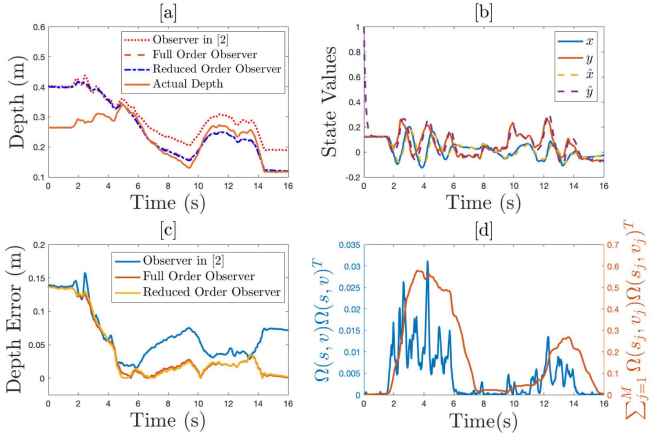 [a]
0.6
0.5
0.4
0.3
0.2
0.1
Depth (m)
Observer in [2]
Full Order Observer
Reduced Order Observer
Actual Depth
0 2 4 6 8 10 12 14 16
Time (s)
[b]
1
0.8
0.6
0.4
0.2
0
-0.2
State Values
x
y
x̂
ŷ
0 2 4 6 8 10 12 14 16
Time (s)
[c]
0.2
0.15
0.1
0.05
0
Depth Error (m)
Observer in [2]
Full Order Observer
Reduced Order Observer
0 2 4 6 8 10 12 14 16
Time (s)
[d]
0.035
0.03
0.025
0.02
0.015
0.01
0.005
0
Ω(s, v)Ω(s, v)^T
0.7
0.6
0.5
0.4
0.3
0.2
0.1
0
∑_{j=1}^{M} Ω(s_j, v_j)Ω(s_j, v_j)^T
0 2 4 6 8 10 12 14 16
Time(s)